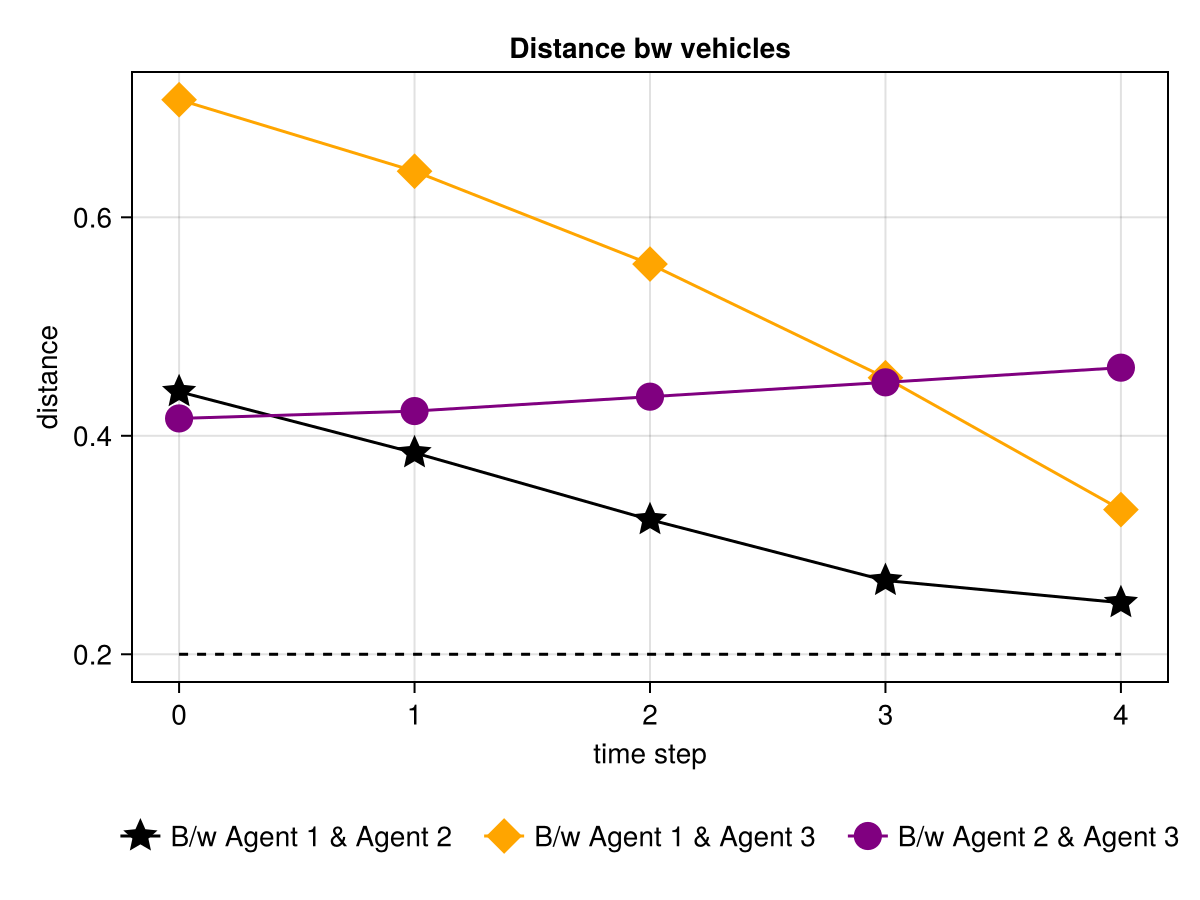 Distance bw vehicles
distance
0.6
0.4
0.2
0 1 2 3 4
time step
B/w Agent 1 & Agent 2 B/w Agent 1 & Agent 3 B/w Agent 2 & Agent 3